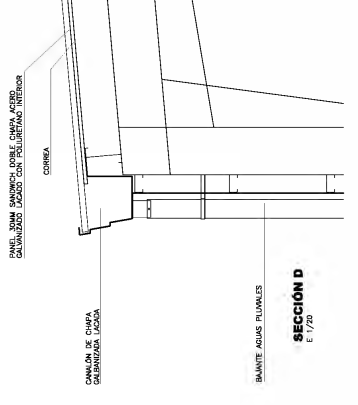 PANEL 30MM SANDWICH DOBLE CHAPA ACERO
GALVANIZADO LACADO CON POLIURETANO INTERIOR
CORREA
CANALÓN DE CHAPA
GALBANIZADA LACADA
BAJANTE AGUAS PLUVIALES
SECCIÓN D
E 1/20